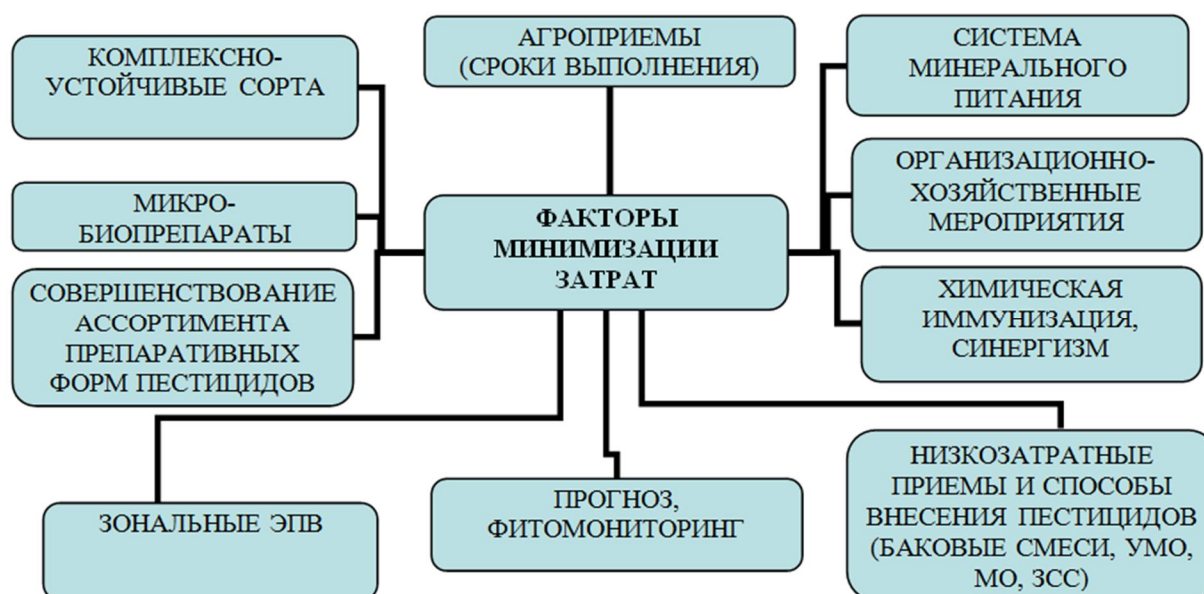 КОМПЛЕКСНО-
УСТОЙЧИВЫЕ СОРТА
АГРОПРИЕМЫ
(СРОКИ ВЫПОЛНЕНИЯ)
СИСТЕМА
МИНЕРАЛЬНОГО
ПИТАНИЯ
МИКРО-
БИОПРЕПАРАТЫ
ФАКТОРЫ
МИНИМИЗАЦИИ
ЗАТРАТ
ОРГАНИЗАЦИОННО-
ХОЗЯЙСТВЕННЫЕ
МЕРОПРИЯТИЯ
СОВЕРШЕНСТВОВАНИЕ
АССОРТИМЕНТА
ПРЕПАРАТИВНЫХ
ФОРМ ПЕСТИЦИДОВ
ХИМИЧЕСКАЯ
ИММУНИЗАЦИЯ,
СИНЕРГИЗМ
ЗОНАЛЬНЫЕ ЭПВ
ПРОГНОЗ,
ФИТОМОНИТОРИНГ
НИЗКОЗАТРАТНЫЕ
ПРИЕМЫ И СПОСОБЫ
ВНЕСЕНИЯ ПЕСТИЦИДОВ
(БАКОВЫЕ СМЕСИ, УМО,
МО, ЗСС)